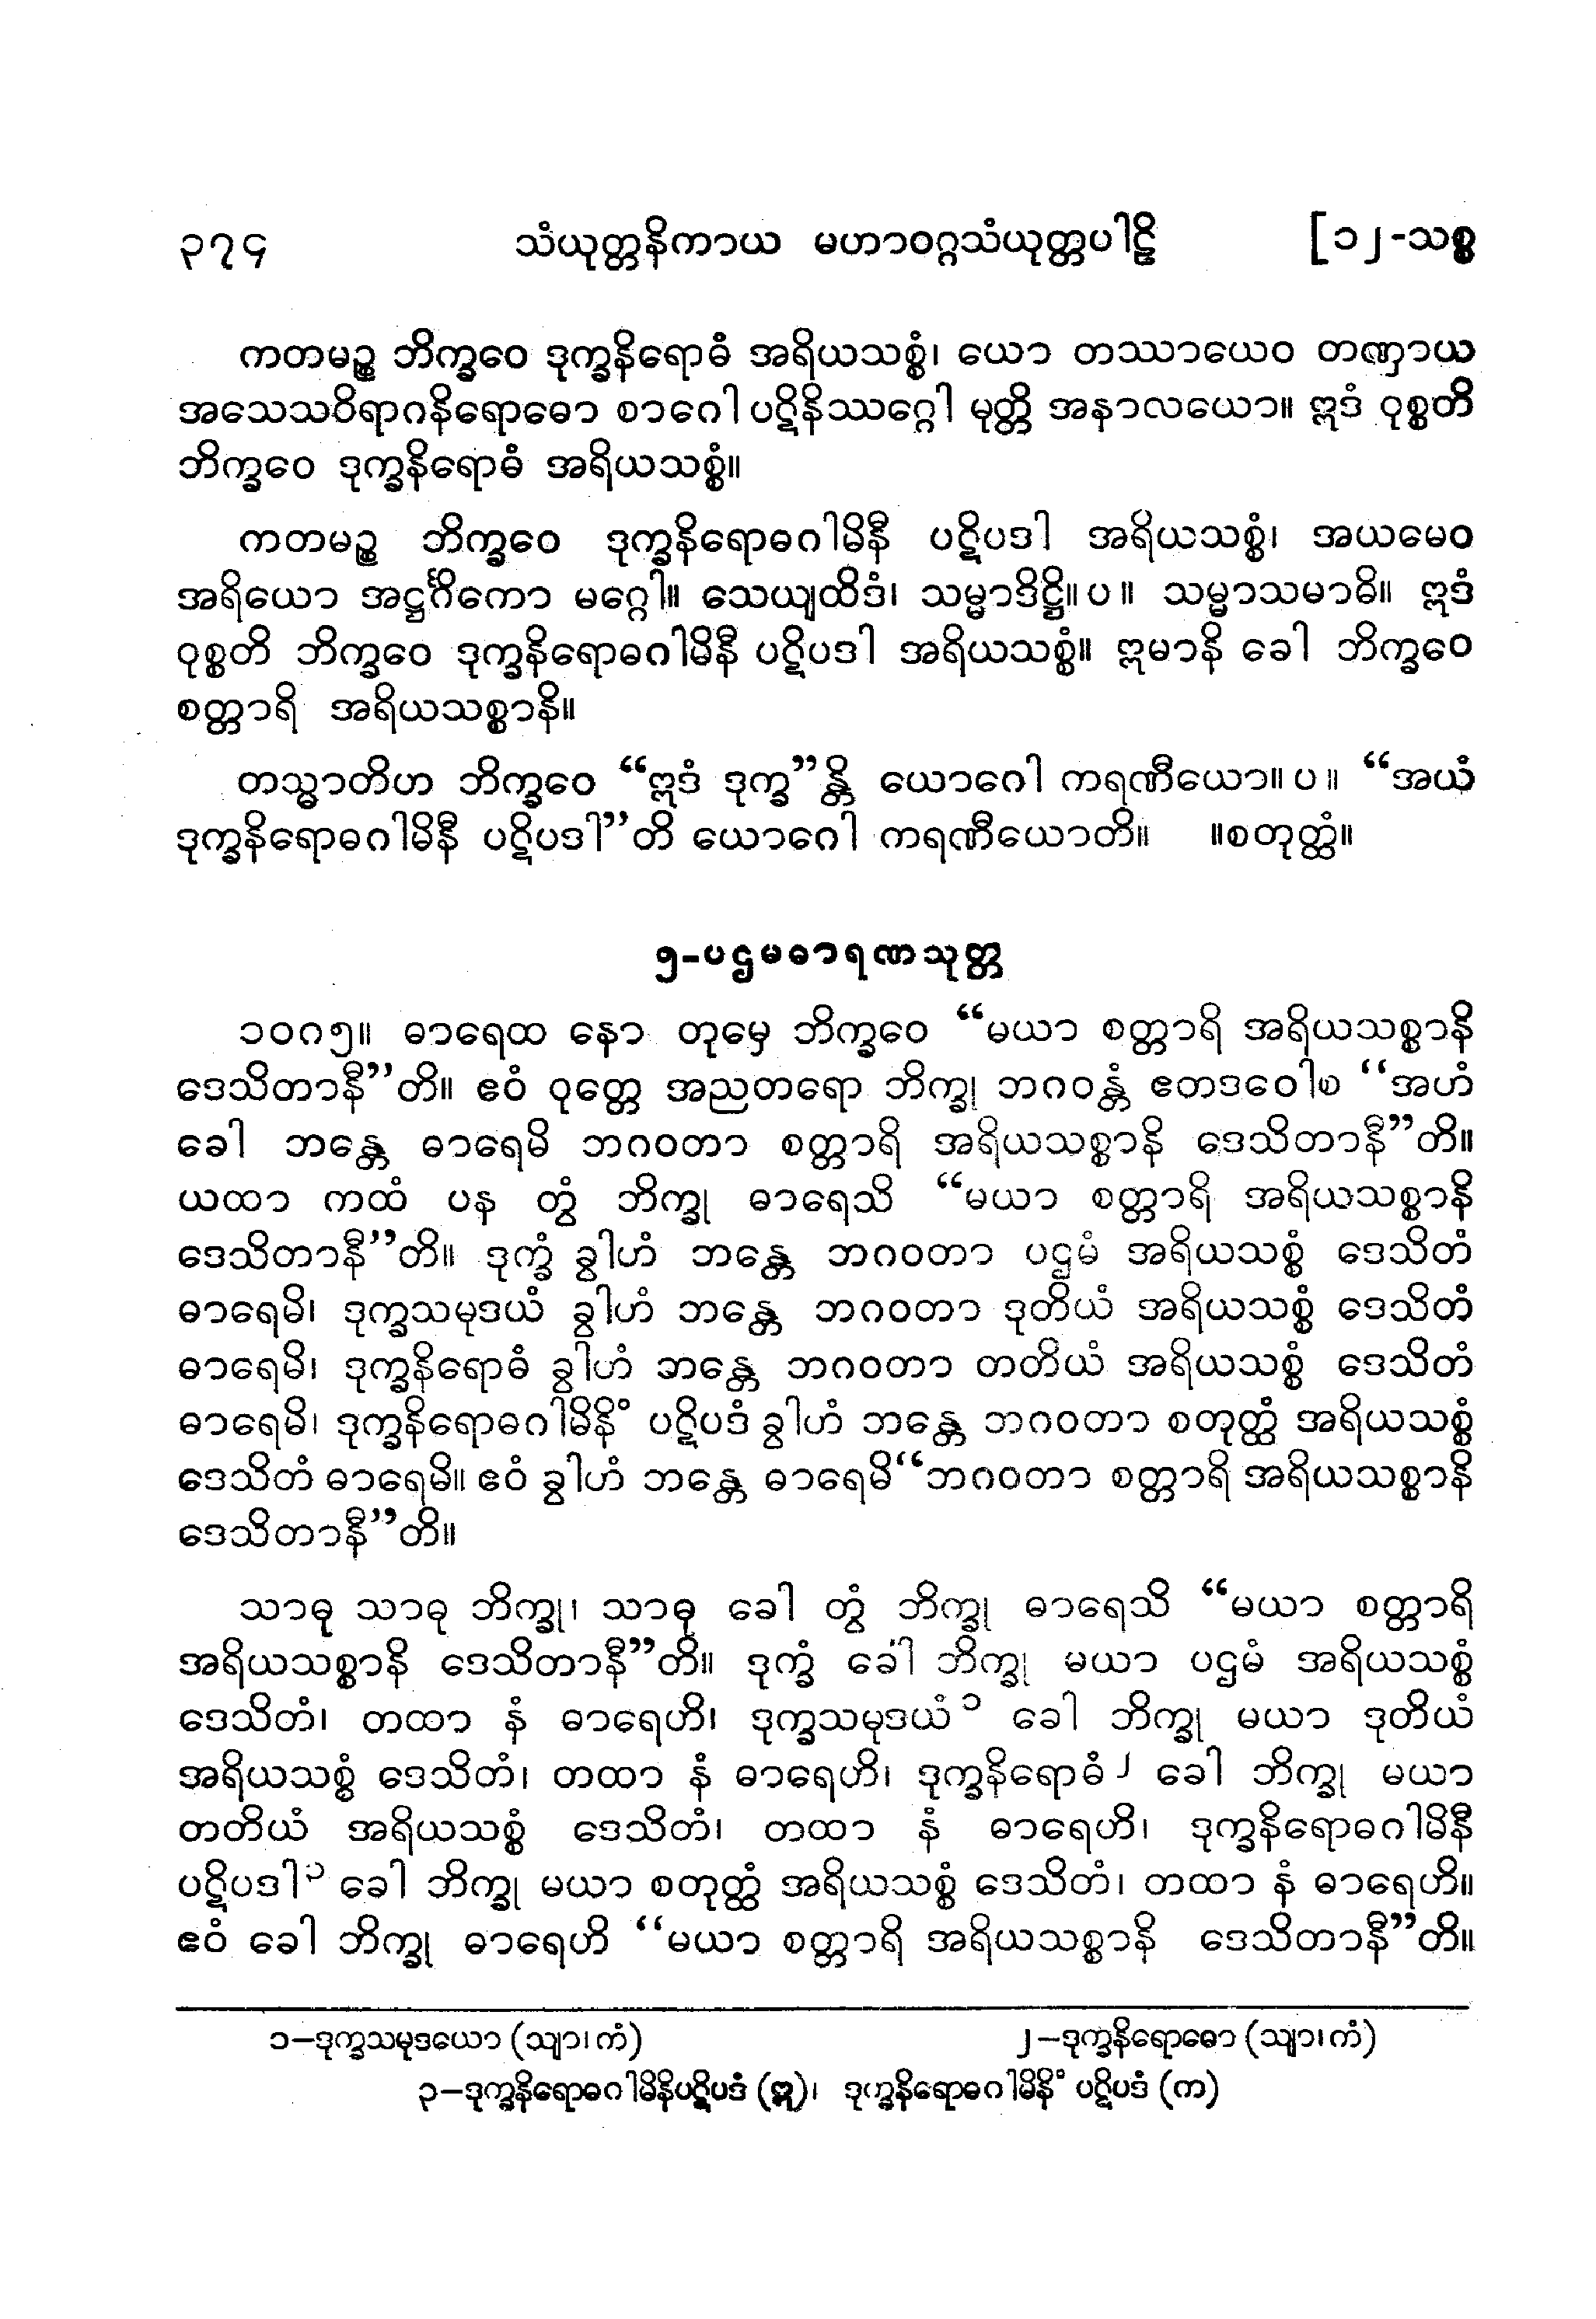 ၃၇၄ သံယုတ္တနိကာယ မဟာဝဂ္ဂသံယုတ္တပါဠိ [၁၂-သစ္စ
ကတမဉ္စ ဘိက္ခဝေ ဒုက္ခနိရောဓံ အရိယသစ္စံ၊ ယော တဿာယေဝ တဏှာယ
အသေသဝိရာဂနိရောဓော စာဂေါ ပဋိနိဿဂ္ဂေါ မုတ္တိ အနာလယော။ ဣဒံ ဝုစ္စတိ
ဘိက္ခဝေ ဒုက္ခနိရောဓံ အရိယသစ္စံ။
ကတမဉ္စ ဘိက္ခဝေ ဒုက္ခနိရောဓဂါမိနီ ပဋိပဒါ အရိယသစ္စံ၊ အယမေဝ
အရိယော အဋ္ဌင်္ဂိကော မဂ္ဂေါ။ သေယျထိဒံ၊ သမ္မာဒိဋ္ဌိ။ပ။ သမ္မာသမာဓိ။ ဣဒံ
ဝုစ္စတိ ဘိက္ခဝေ ဒုက္ခနိရောဓဂါမိနီ ပဋိပဒါ အရိယသစ္စံ။ ဣမာနိ ခေါ ဘိက္ခဝေ
စတ္တာရိ အရိယသစ္စာနိ။
တသ္မာတိဟ ဘိက္ခဝေ “ဣဒံ ဒုက္ခ”န္တိ ယောဂေါ ကရဏီယော။ပ။ “အယံ
ဒုက္ခနိရောဓဂါမိနီ ပဋိပဒါ”တိ ယောဂေါ ကရဏီယောတိ။ ။စတုတ္ထံ။
၅-ပဌမဓာရဏသုတ္တ
၁၀၈၅။ ဓာရေထ နော တုမှေ ဘိက္ခဝေ “မယာ စတ္တာရိ အရိယသစ္စာနိ
ဒေသိတာနီ”တိ။ ဧဝံ ဝုတ္တေ အညတရော ဘိက္ခု ဘဂဝန္တံ ဧတဒဝေါစ “အဟံ
ခေါ ဘန္တေ ဓာရေမိ ဘဂဝတာ စတ္တာရိ အရိယသစ္စာနိ ဒေသိတာနီ”တိ။
ယထာ ကထံ ပန တွံ ဘိက္ခု ဓာရေသိ “မယာ စတ္တာရိ အရိယသစ္စာနိ
ဒေသိတာနီ”တိ။ ဒုက္ခံ ခွါဟံ ဘန္တေ ဘဂဝတာ ပဌမံ အရိယသစ္စံ ဒေသိတံ
ဓာရေမိ၊ ဒုက္ခသမုဒယံ ခွါဟံ ဘန္တေ ဘဂဝတာ ဒုတိယံ အရိယသစ္စံ ဒေသိတံ
ဓာရေမိ၊ ဒုက္ခနိရောဓံ ခွါဟံ ဘန္တေ ဘဂဝတာ တတိယံ အရိယသစ္စံ ဒေသိတံ
ဓာရေမိ၊ ဒုက္ခနိရောဓဂါမိနိံ ပဋိပဒံ ခွါဟံ ဘန္တေ ဘဂဝတာ စတုတ္ထံ အရိယသစ္စံ
ဒေသိတံ ဓာရေမိ။ ဧဝံ ခွါဟံ ဘန္တေ ဓာရေမိ“ဘဂဝတာ စတ္တာရိ အရိယသစ္စာနိ
ဒေသိတာနီ”တိ။
သာဓု သာဓု ဘိက္ခု၊ သာဓု ခေါ တွံ ဘိက္ခု ဓာရေသိ “မယာ စတ္တာရိ
အရိယသစ္စာနိ ဒေသိတာနီ”တိ။ ဒုက္ခံ ခေါ ဘိက္ခု မယာ ပဌမံ အရိယသစ္စံ
ဒေသိတံ၊ တထာ နံ ဓာရေဟိ၊ ဒုက္ခသမုဒယံ၁ ခေါ ဘိက္ခု မယာ ဒုတိယံ
အရိယသစ္စံ ဒေသိတံ၊ တထာ နံ ဓာရေဟိ၊ ဒုက္ခနိရောဓံ၂ ခေါ ဘိက္ခု မယာ
တတိယံ အရိယသစ္စံ ဒေသိတံ၊ တထာ နံ ဓာရေဟိ၊ ဒုက္ခနိရောဓဂါမိနီ
ပဋိပဒါ၃ ခေါ ဘိက္ခု မယာ စတုတ္ထံ အရိယသစ္စံ ဒေသိတံ၊ တထာ နံ ဓာရေဟိ။
ဧဝံ ခေါ ဘိက္ခု ဓာရေဟိ “မယာ စတ္တာရိ အရိယသစ္စာနိ ဒေသိတာနီ”တိ။
၁–ဒုက္ခသမုဒယော (သျာ၊ကံ) ၂–ဒုက္ခနိရောဓော (သျာ၊ကံ)
၃–ဒုက္ခနိရောဓဂါမိနိပဋိပဒံ (ဣ)၊ ဒုက္ခနိရောဓဂါမိနိံ ပဋိပဒံ (က)